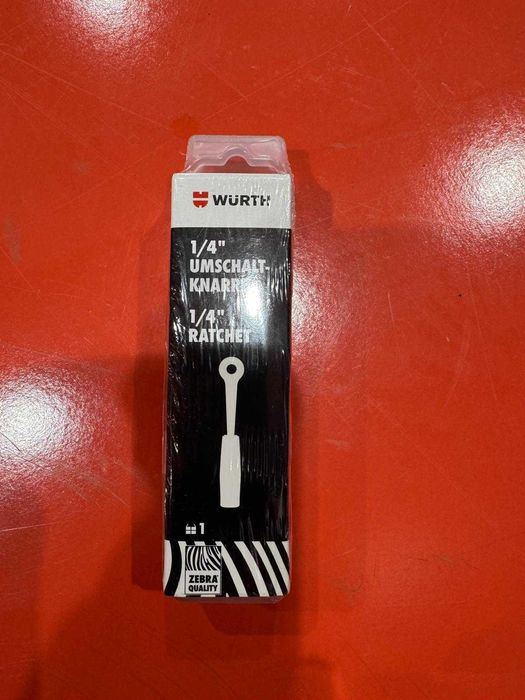 WÜRTH
1/4"
UMSCHALT-
KNARRE
1/4"
RATCHET
1
ZEBRA
QUALITY